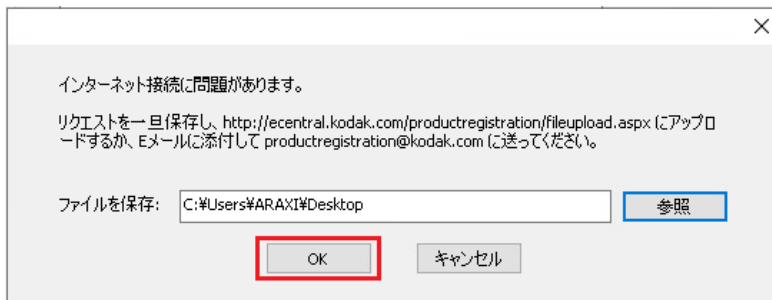 インターネット接続に問題があります。
リクエストを一旦保存し、http://ecentral.kodak.com/productregistration/fileupload.aspx にアップロ
ードするか、Eメールに添付して productregistration@kodak.com に送ってください。
ファイルを保存: C:¥Users¥ARAXI¥Desktop 参照
OK キャンセル